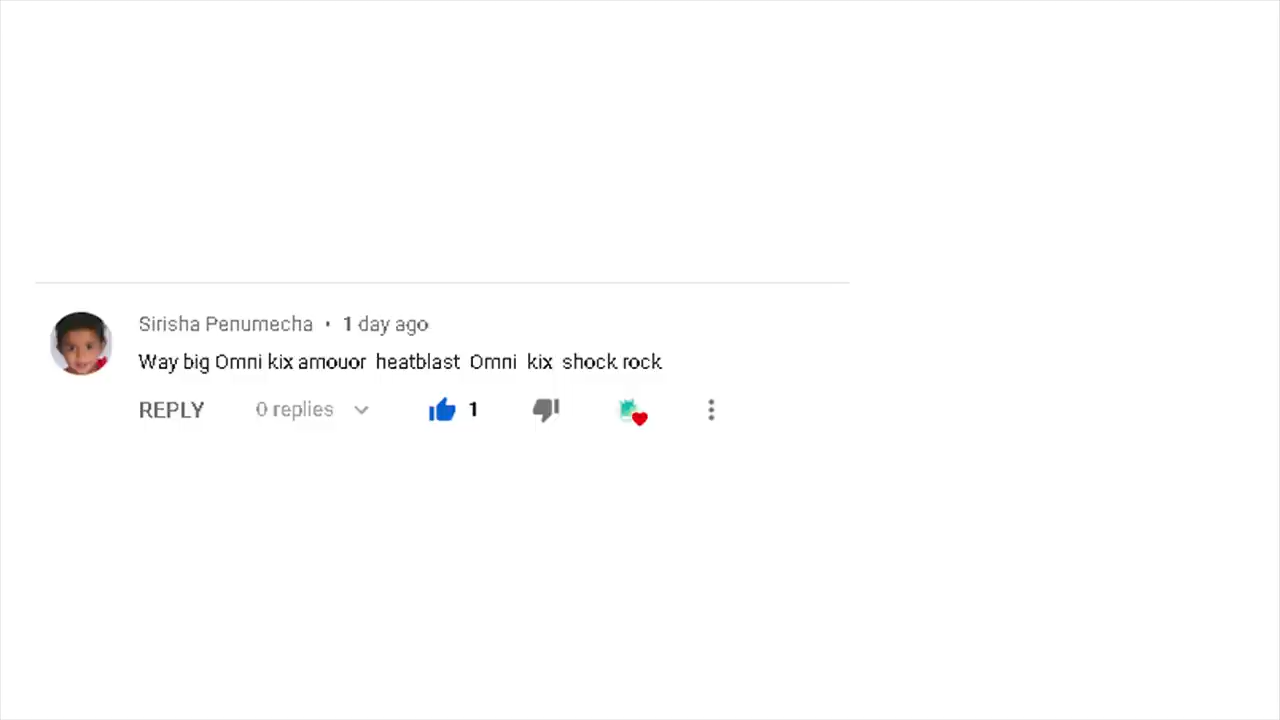 Sirisha Penumecha • 1 day ago
Way big Omni kix amouor heatblast Omni kix shock rock
REPLY 0 replies 1